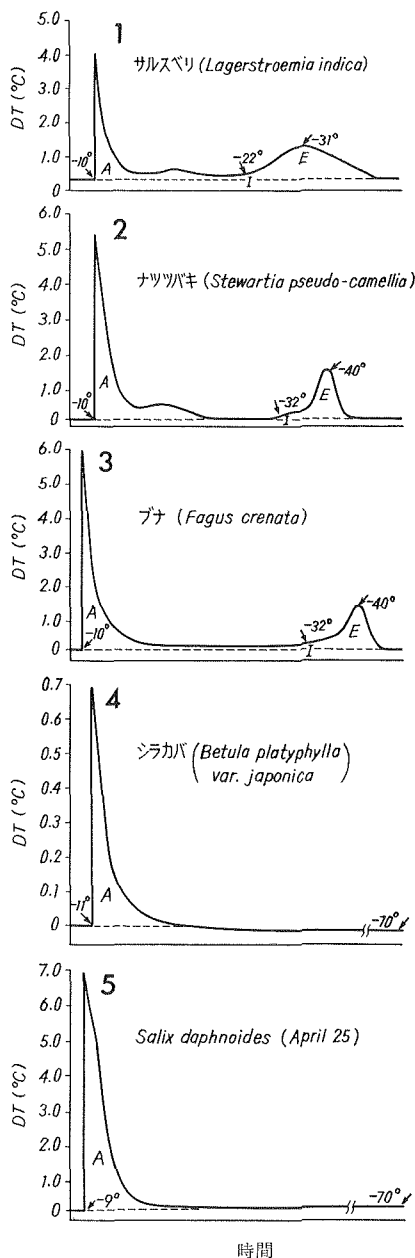 DT (°C)
5.0
4.0
3.0
2.0
1.0
0
1
サルスベリ (Lagerstroemia indica)
-10°
A
-22°
I
-31°
E
DT (°C)
6.0
5.0
4.0
3.0
2.0
1.0
0
2
ナツツバキ (Stewartia pseudo-camellia)
-10°
A
-32°
I
-40°
E
DT (°C)
6.0
5.0
4.0
3.0
2.0
1.0
0
3
ブナ (Fagus crenata)
-10°
A
-32°
I
-40°
E
DT (°C)
0.7
0.6
0.5
0.4
0.3
0.2
0.1
0
4
シラカバ (Betula platyphylla
var. japonica)
-11°
A
-70°
DT (°C)
7.0
6.0
5.0
4.0
3.0
2.0
1.0
0
5
Salix daphnoides (April 25)
A
-9°
-70°
時間